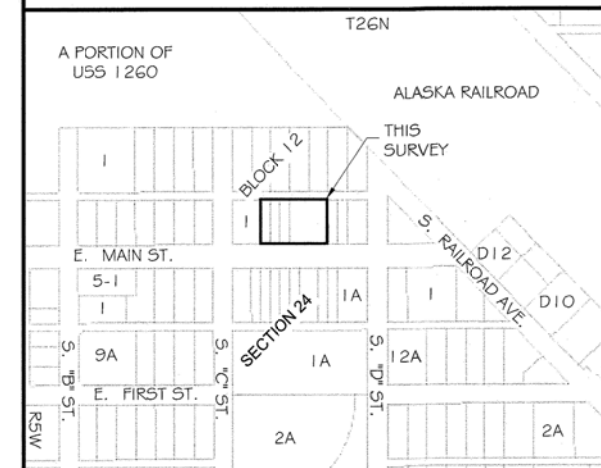 T26N
A PORTION OF
USS 1260
ALASKA RAILROAD
THIS
SURVEY
1
BLOCK 12
1
E. MAIN ST.
S. RAILROAD AVE.
D12
5-1
1
1A
1
D10
SECTION 24
9A
1A
12A
S. "B" ST.
S. "C" ST.
S. "D" ST.
E. FIRST ST.
R5W
2A
2A